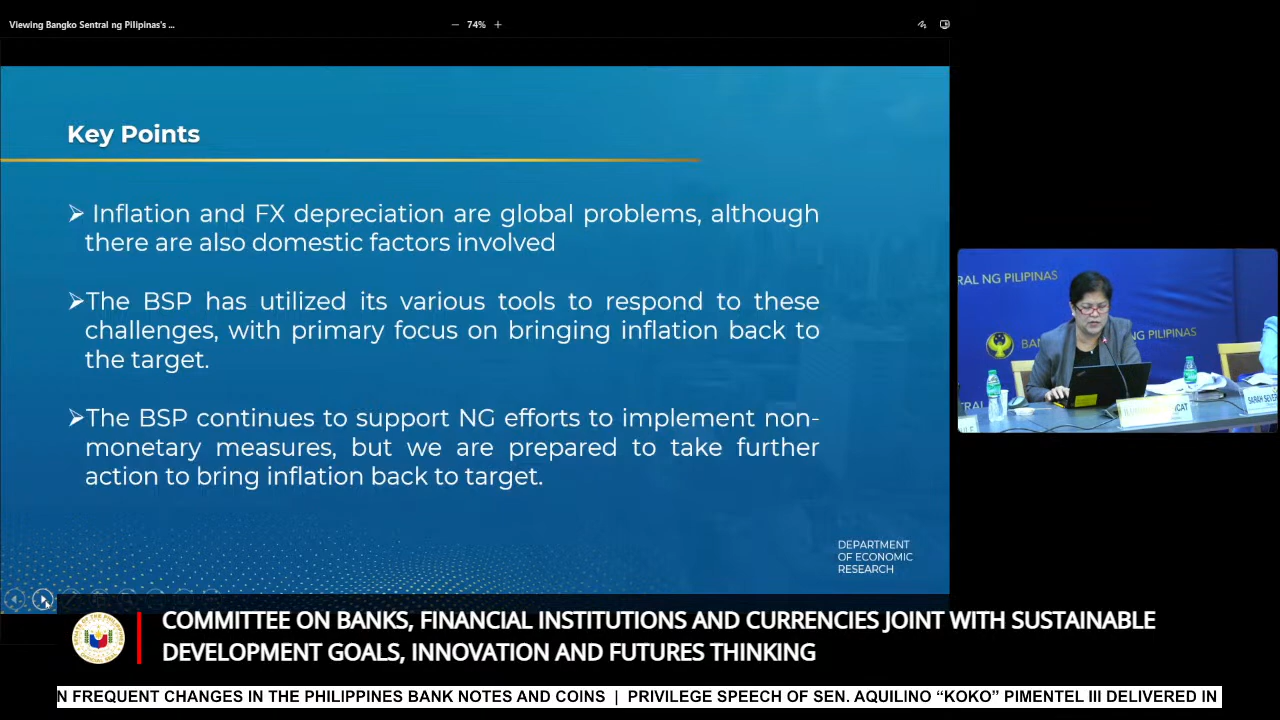 Viewing Bangko Sentral ng Pilipinas's ...
74%
Key Points
Inflation and FX depreciation are global problems, although
there are also domestic factors involved
The BSP has utilized its various tools to respond to these
challenges, with primary focus on bringing inflation back to
the target.
The BSP continues to support NG efforts to implement non-
monetary measures, but we are prepared to take further
action to bring inflation back to target.
DEPARTMENT
OF ECONOMIC
RESEARCH
RAL NG PILIPINAS
NG PILIPINAS
COMMITTEE ON BANKS, FINANCIAL INSTITUTIONS AND CURRENCIES JOINT WITH SUSTAINABLE
DEVELOPMENT GOALS, INNOVATION AND FUTURES THINKING
N FREQUENT CHANGES IN THE PHILIPPINES BANK NOTES AND COINS | PRIVILEGE SPEECH OF SEN. AQUILINO “KOKO” PIMENTEL III DELIVERED IN